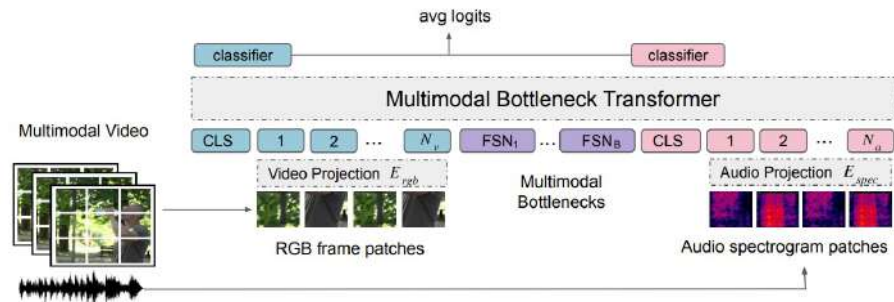 avg logits
classifier classifier
Multimodal Bottleneck Transformer
Multimodal Video
CLS 1 2 ... N_v FSN₁ ... FSN_B CLS 1 2 ... N_a
Video Projection E_rgb
Multimodal
Bottlenecks
Audio Projection E_spec
RGB frame patches
Audio spectrogram patches